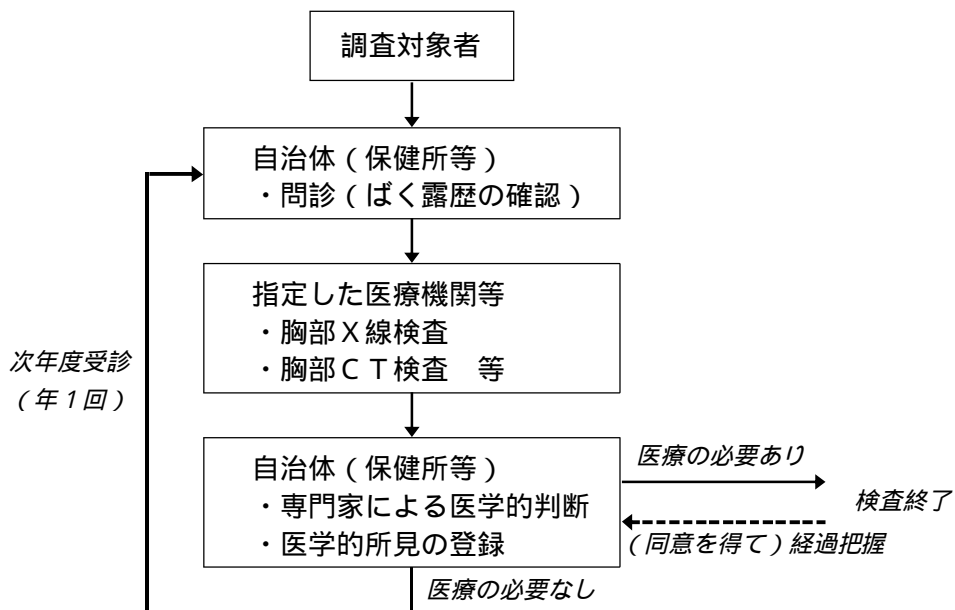 調査対象者
自治体（保健所等）
・問診（ばく露歴の確認）
指定した医療機関等
・胸部Ｘ線検査
・胸部ＣＴ検査　等
次年度受診
（年１回）
自治体（保健所等）
・専門家による医学的判断
・医学的所見の登録
医療の必要あり
検査終了
（同意を得て）経過把握
医療の必要なし